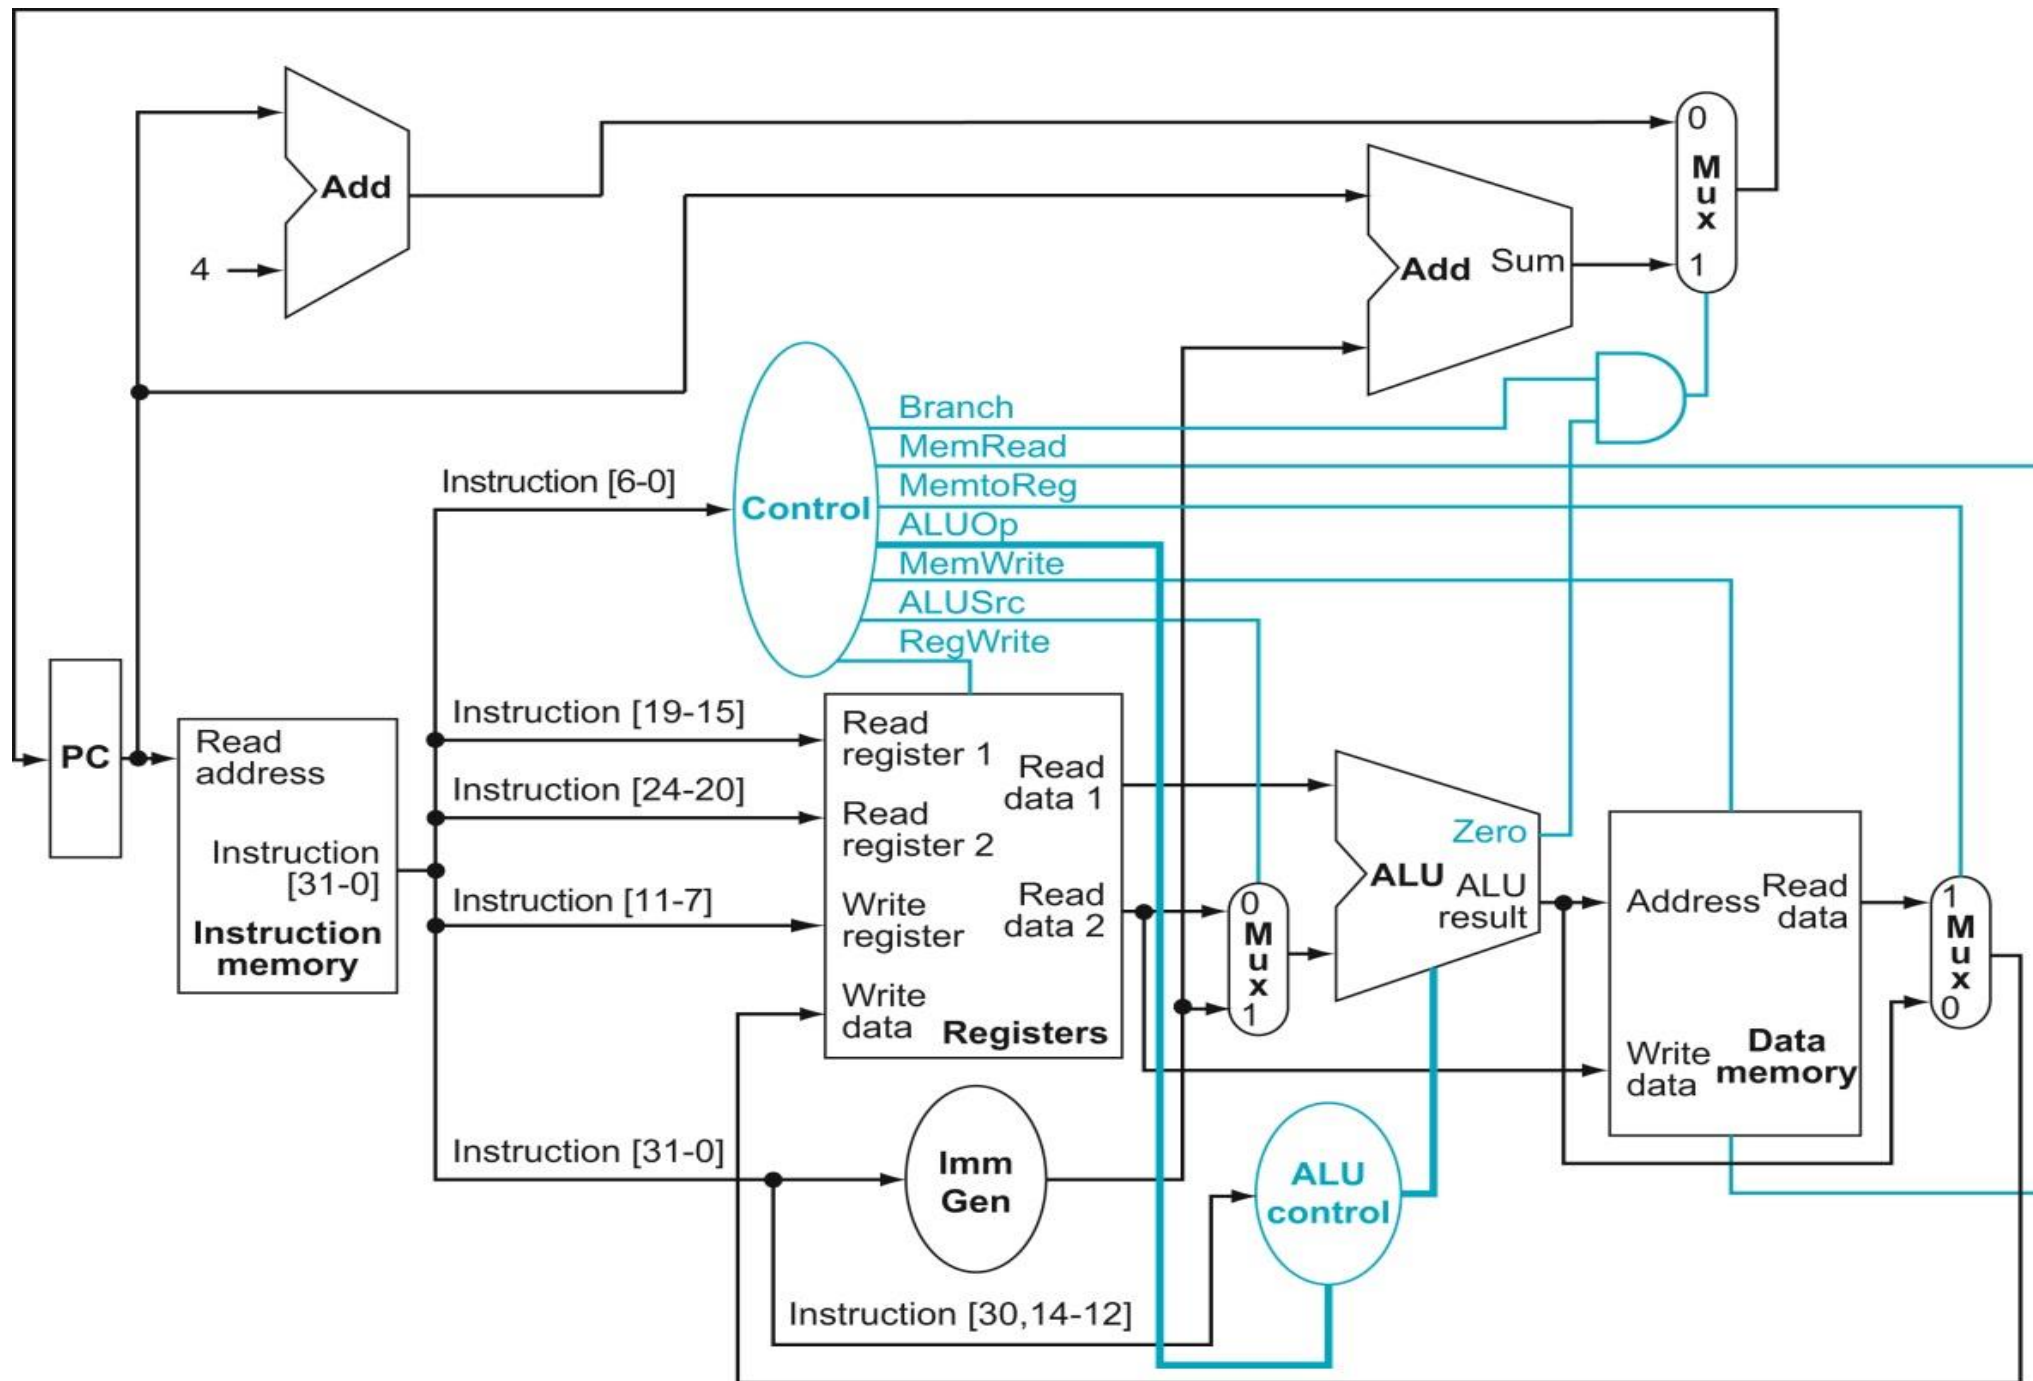 0
M
u
x
1
Add
4
Add Sum
Branch
MemRead
MemtoReg
ALUOp
MemWrite
ALUSrc
RegWrite
Instruction [6-0]
Control
PC
Read
address
Instruction
[31-0]
Instruction
memory
Instruction [19-15]
Instruction [24-20]
Instruction [11-7]
Instruction [31-0]
Read
register 1
Read
register 2
Write
register
Write
data
Read
data 1
Read
data 2
Registers
0
M
u
x
1
Zero
ALU
ALU
result
Address
Read
data
Write
data
Data
memory
1
M
u
x
0
Imm
Gen
ALU
control
Instruction [30,14-12]